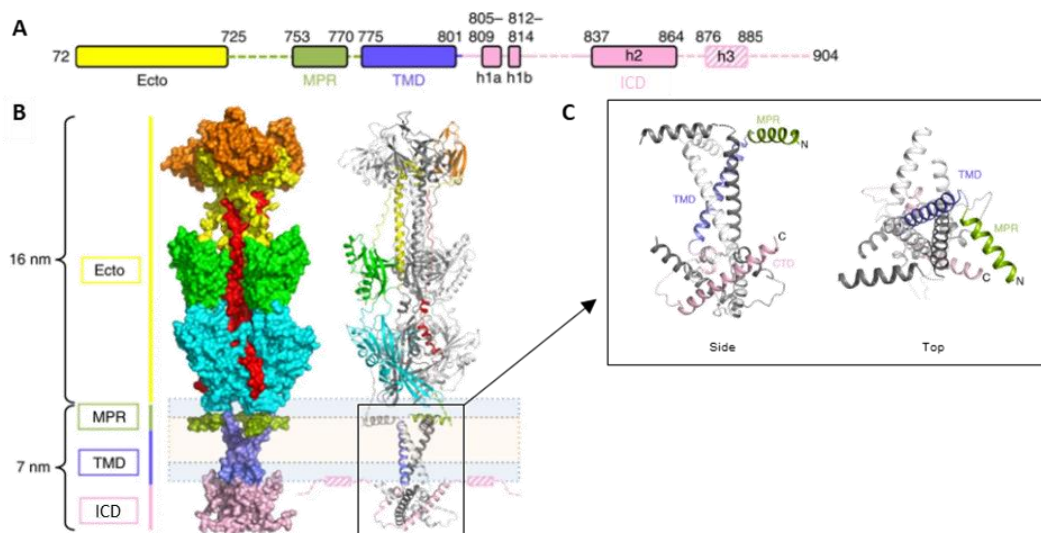 A
72
725
753
770
775
801
805–
809
812–
814
837
864
876
885
904
Ecto
MPR
TMD
h1a
h1b
h2
h3
ICD
B
16 nm
Ecto
MPR
7 nm
TMD
ICD
C
MPR
N
TMD
C
CTD
Side
TMD
MPR
C
N
Top